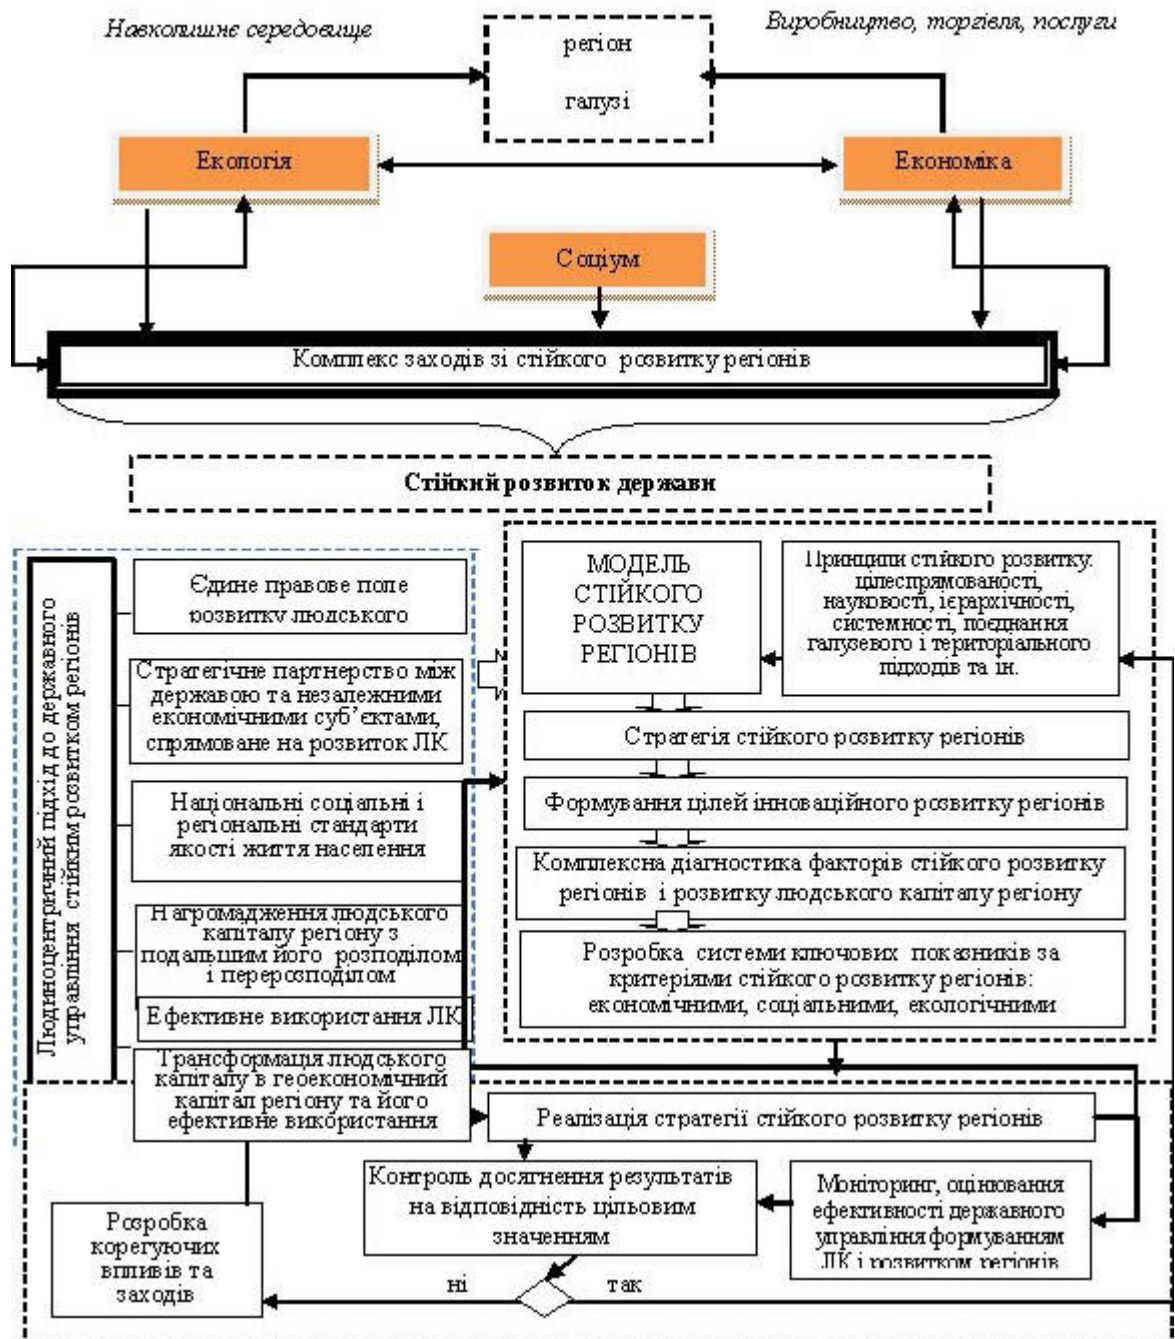 Навколишнє середовище
Виробництво, торгівля, послуги
регіон
галузі
Екологія
Економіка
Соціум
Комплекс заходів зі стійкого розвитку регіонів
Стійкий розвиток держави
Людиноцентричний підхід до державного
управління стійким розвитком регіонів
Єдине правове поле
розвитку людського
Стратегічне партнерство між
державою та незалежними
економічними суб’єктами,
спрямоване на розвиток ЛК
Національні соціальні і
регіональні стандарти
якості життя населення
Нагромадження людського
капіталу регіону з
подальшим його розподілом
і перерозподілом
Ефективне використання ЛК
Трансформація людського
капіталу в геоекономічний
капітал регіону та його
ефективне використання
МОДЕЛЬ
СТІЙКОГО
РОЗВИТКУ
РЕГІОНІВ
Принципи стійкого розвитку:
цілеспрямованості,
науковості, ієрархічності,
системності, поєднання
галузевого і територіального
підходів та ін.
Стратегія стійкого розвитку регіонів
Формування цілей інноваційного розвитку регіонів
Комплексна діагностика факторів стійкого розвитку
регіонів і розвитку людського капіталу регіону
Розробка системи ключових показників за
критеріями стійкого розвитку регіонів:
економічними, соціальними, екологічними
Реалізація стратегії стійкого розвитку регіонів
Контроль досягнення результатів
на відповідність цільовим
значенням
Моніторинг, оцінювання
ефективності державного
управління формуванням
ЛК і розвитком регіонів
Розробка
корегуючих
впливів та
заходів
ні
так